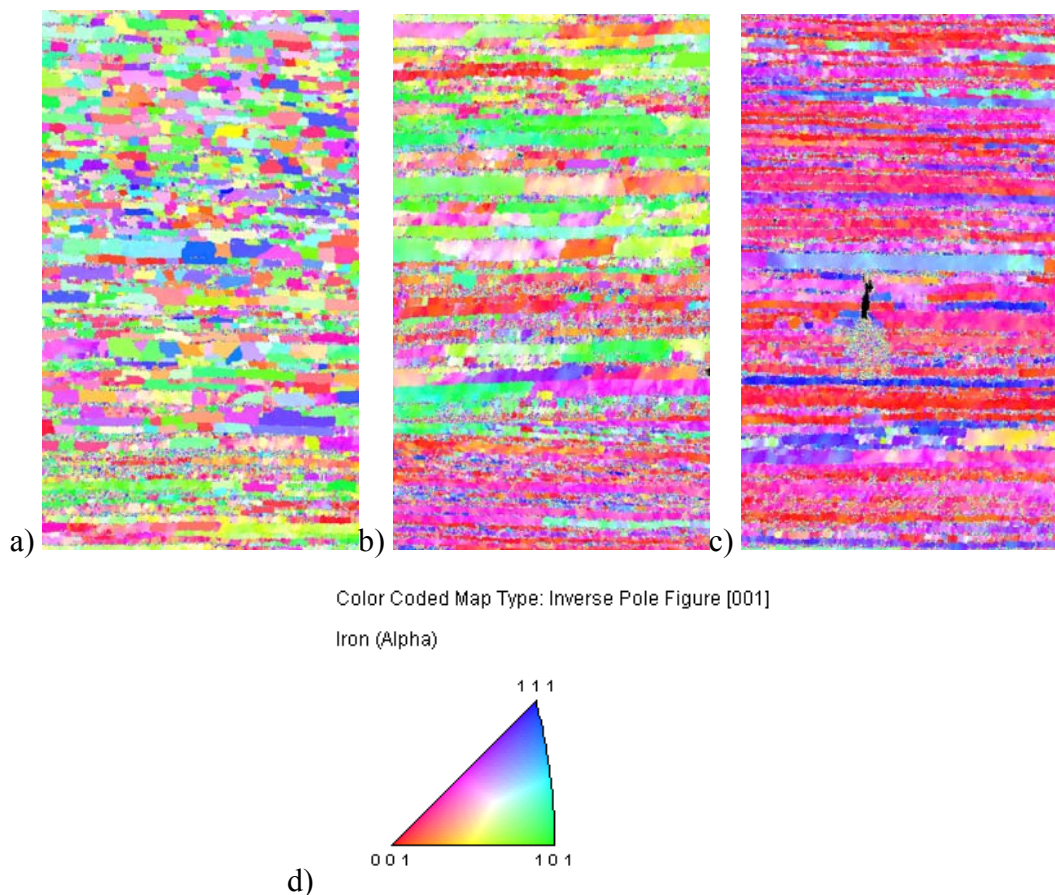 a) b) c)
Color Coded Map Type: Inverse Pole Figure [001]
Iron (Alpha)
1 1 1
0 0 1 1 0 1
d)